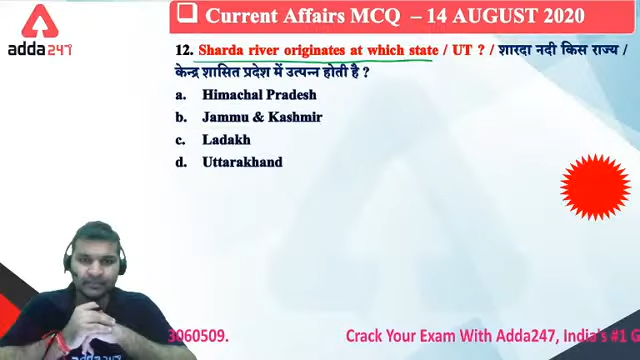 Current Affairs MCQ – 14 AUGUST 2020
adda247
12. Sharda river originates at which state / UT ? / शारदा नदी किस राज्य /
केन्द्र शासित प्रदेश में उत्पन्न होती है ?
a. Himachal Pradesh
b. Jammu & Kashmir
c. Ladakh
d. Uttarakhand
adda247
3060509. Crack Your Exam With Adda247, India's #1 G